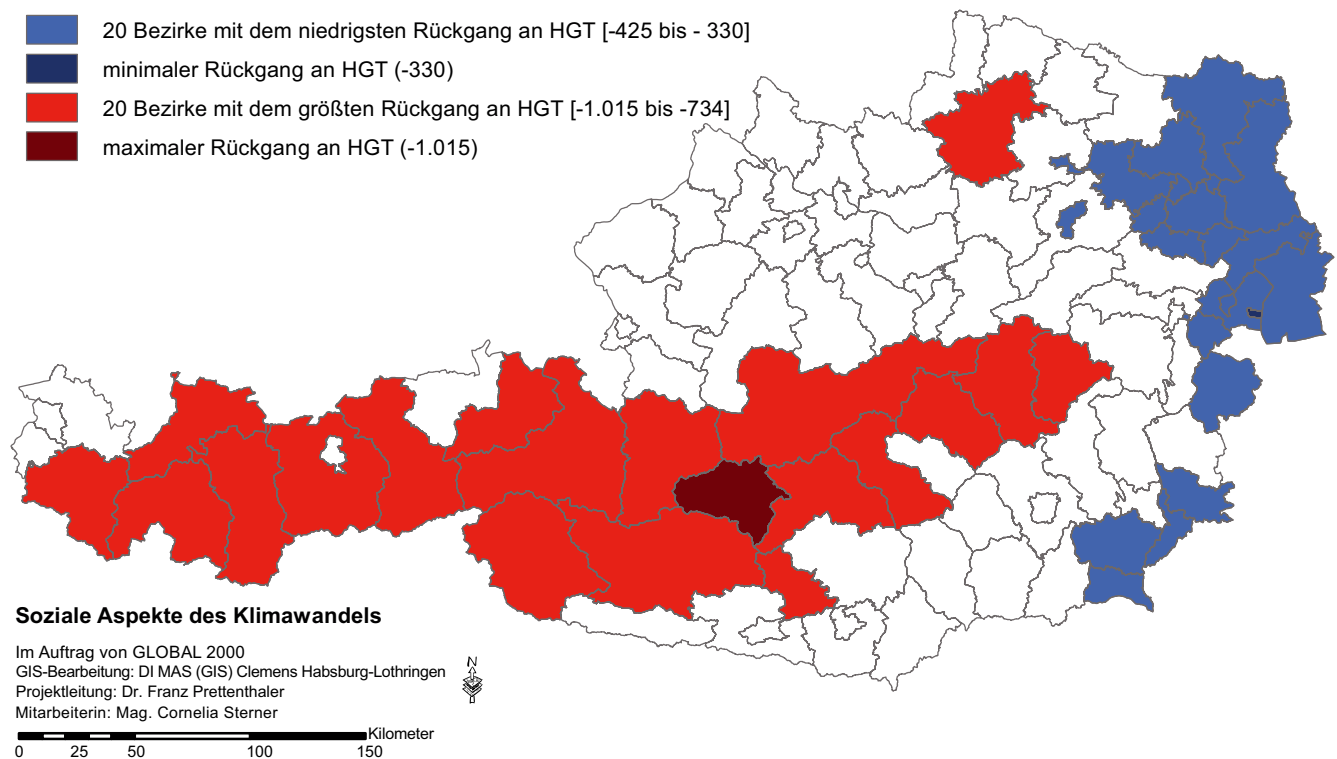 20 Bezirke mit dem niedrigsten Rückgang an HGT [-425 bis - 330]
minimaler Rückgang an HGT (-330)
20 Bezirke mit dem größten Rückgang an HGT [-1.015 bis -734]
maximaler Rückgang an HGT (-1.015)
Soziale Aspekte des Klimawandels
Im Auftrag von GLOBAL 2000
GIS-Bearbeitung: DI MAS (GIS) Clemens Habsburg-Lothringen
Projektleitung: Dr. Franz Prettenthaler
Mitarbeiterin: Mag. Cornelia Sterner
N
Kilometer
0 25 50 100 150